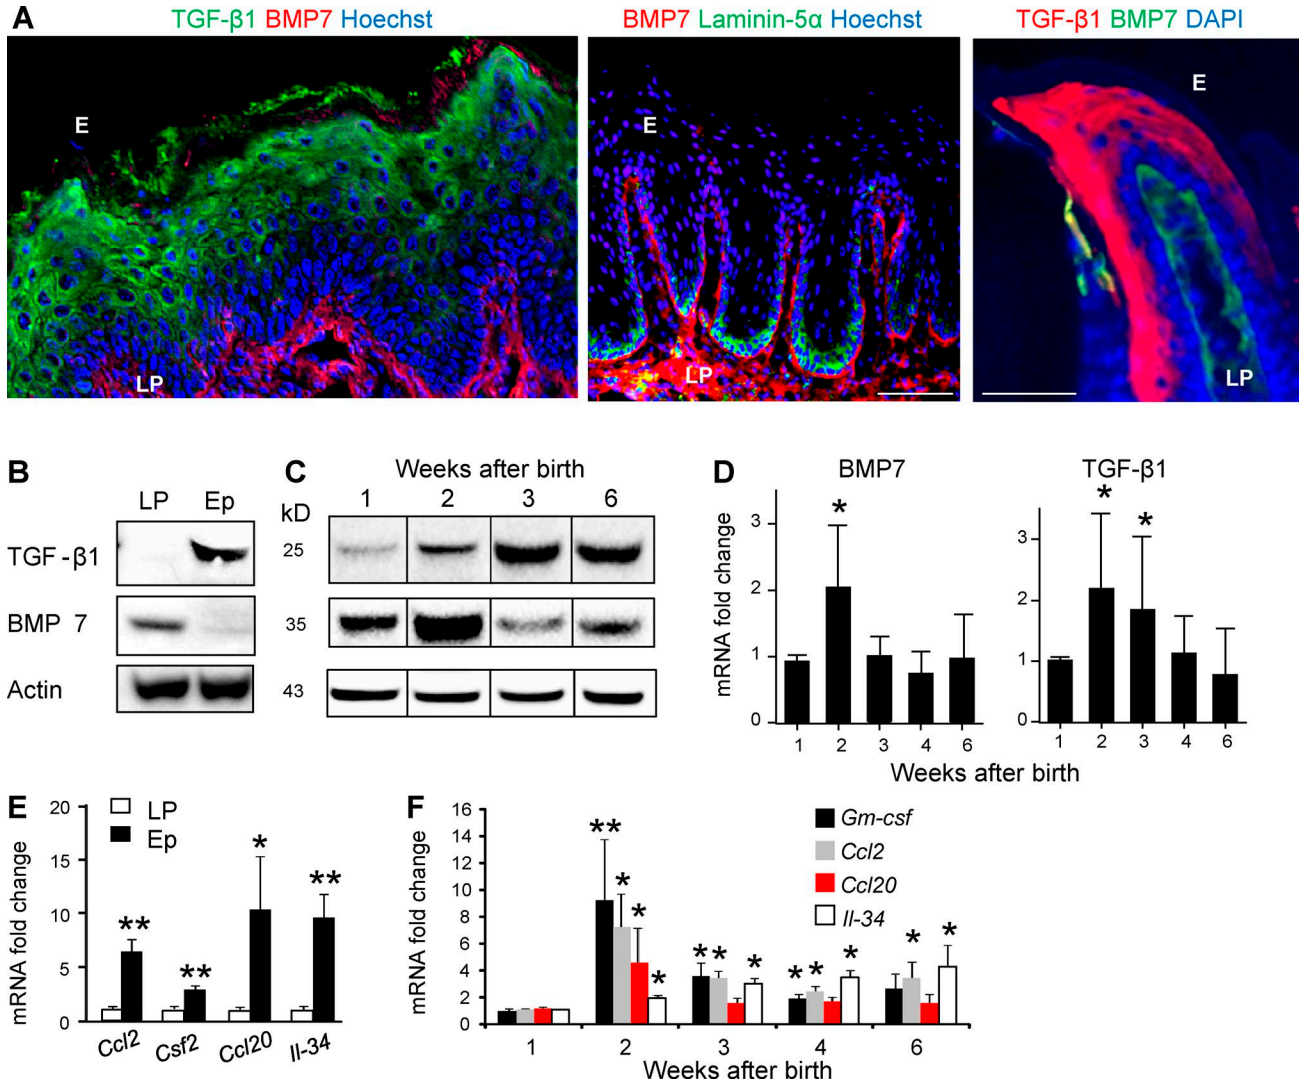 A
TGF-β1 BMP7 Hoechst
BMP7 Laminin-5α Hoechst
TGF-β1 BMP7 DAPI
E
LP
E
LP
E
LP
B
LP Ep
TGF-β1
BMP 7
Actin
C
Weeks after birth
kD 1 2 3 6
25
35
43
D
BMP7
mRNA fold change
3
2
1
0
1 2 3 4 6
TGF-β1
3
2
1
0
1 2 3 4 6
Weeks after birth
* * *
E
LP
Ep
mRNA fold change
20
15
10
5
0
** ** * **
Ccl2 Csf2 Ccl20 Il-34
F
mRNA fold change
16
14
12
10
8
6
4
2
0
Gm-csf
Ccl2
Ccl20
Il-34
** * * *
* * *
* * *
* *
1 2 3 4 6
Weeks after birth